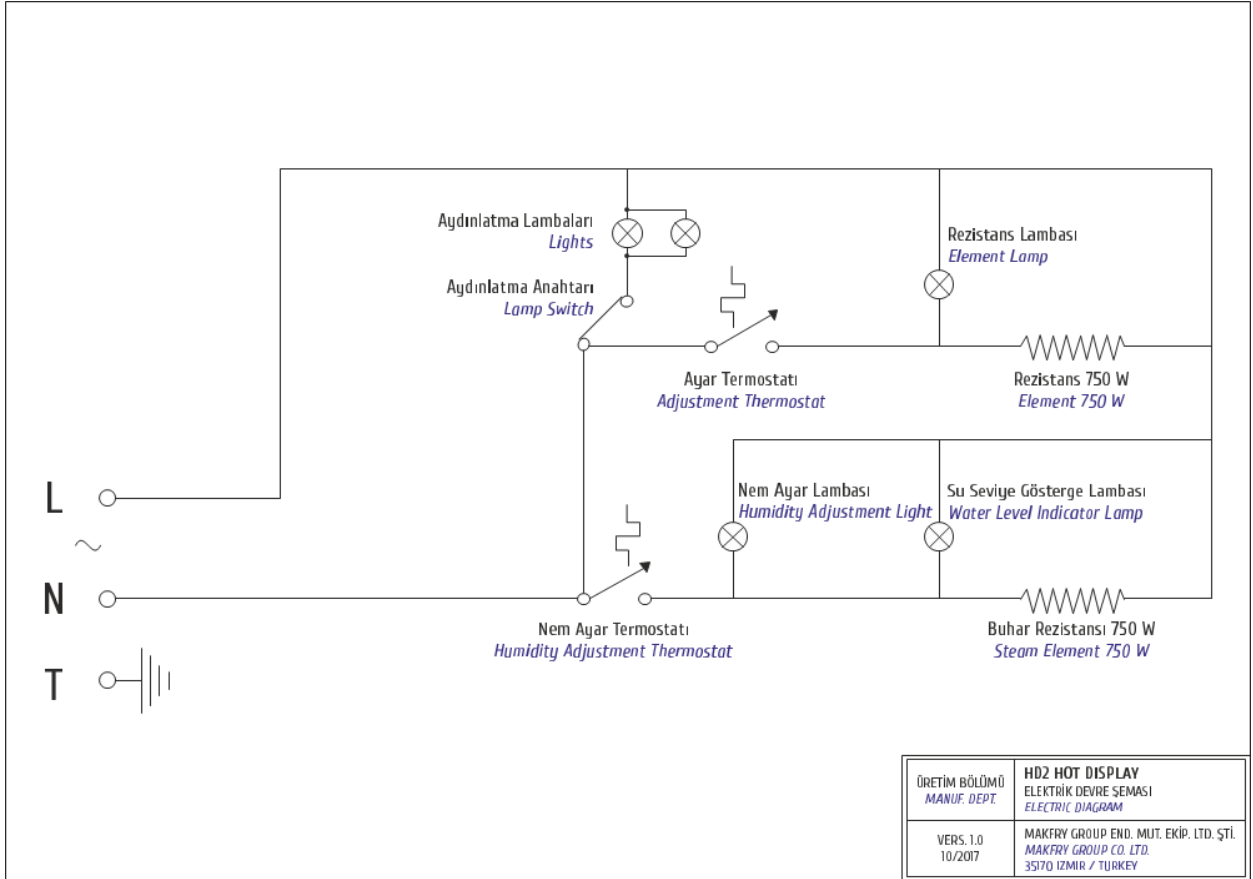 Aydınlatma Lambaları
Lights
Rezistans Lambası
Element Lamp
Aydınlatma Anahtarı
Lamp Switch
Ayar Termostatı
Adjustment Thermostat
Rezistans 750 W
Element 750 W
L
Nem Ayar Lambası
Humidity Adjustment Light
Su Seviye Gösterge Lambası
Water Level Indicator Lamp
N
Nem Ayar Termostatı
Humidity Adjustment Thermostat
Buhar Rezistansı 750 W
Steam Element 750 W
T
ÜRETİM BÖLÜMÜ
MANUF. DEPT.
HD2 HOT DISPLAY
ELEKTRİK DEVRE ŞEMASI
ELECTRIC DIAGRAM
VERS. 1.0
10/2017
MAKFRY GROUP END. MUT. EKİP. LTD. ŞTİ.
MAKFRY GROUP CO. LTD.
35170 IZMIR / TURKEY